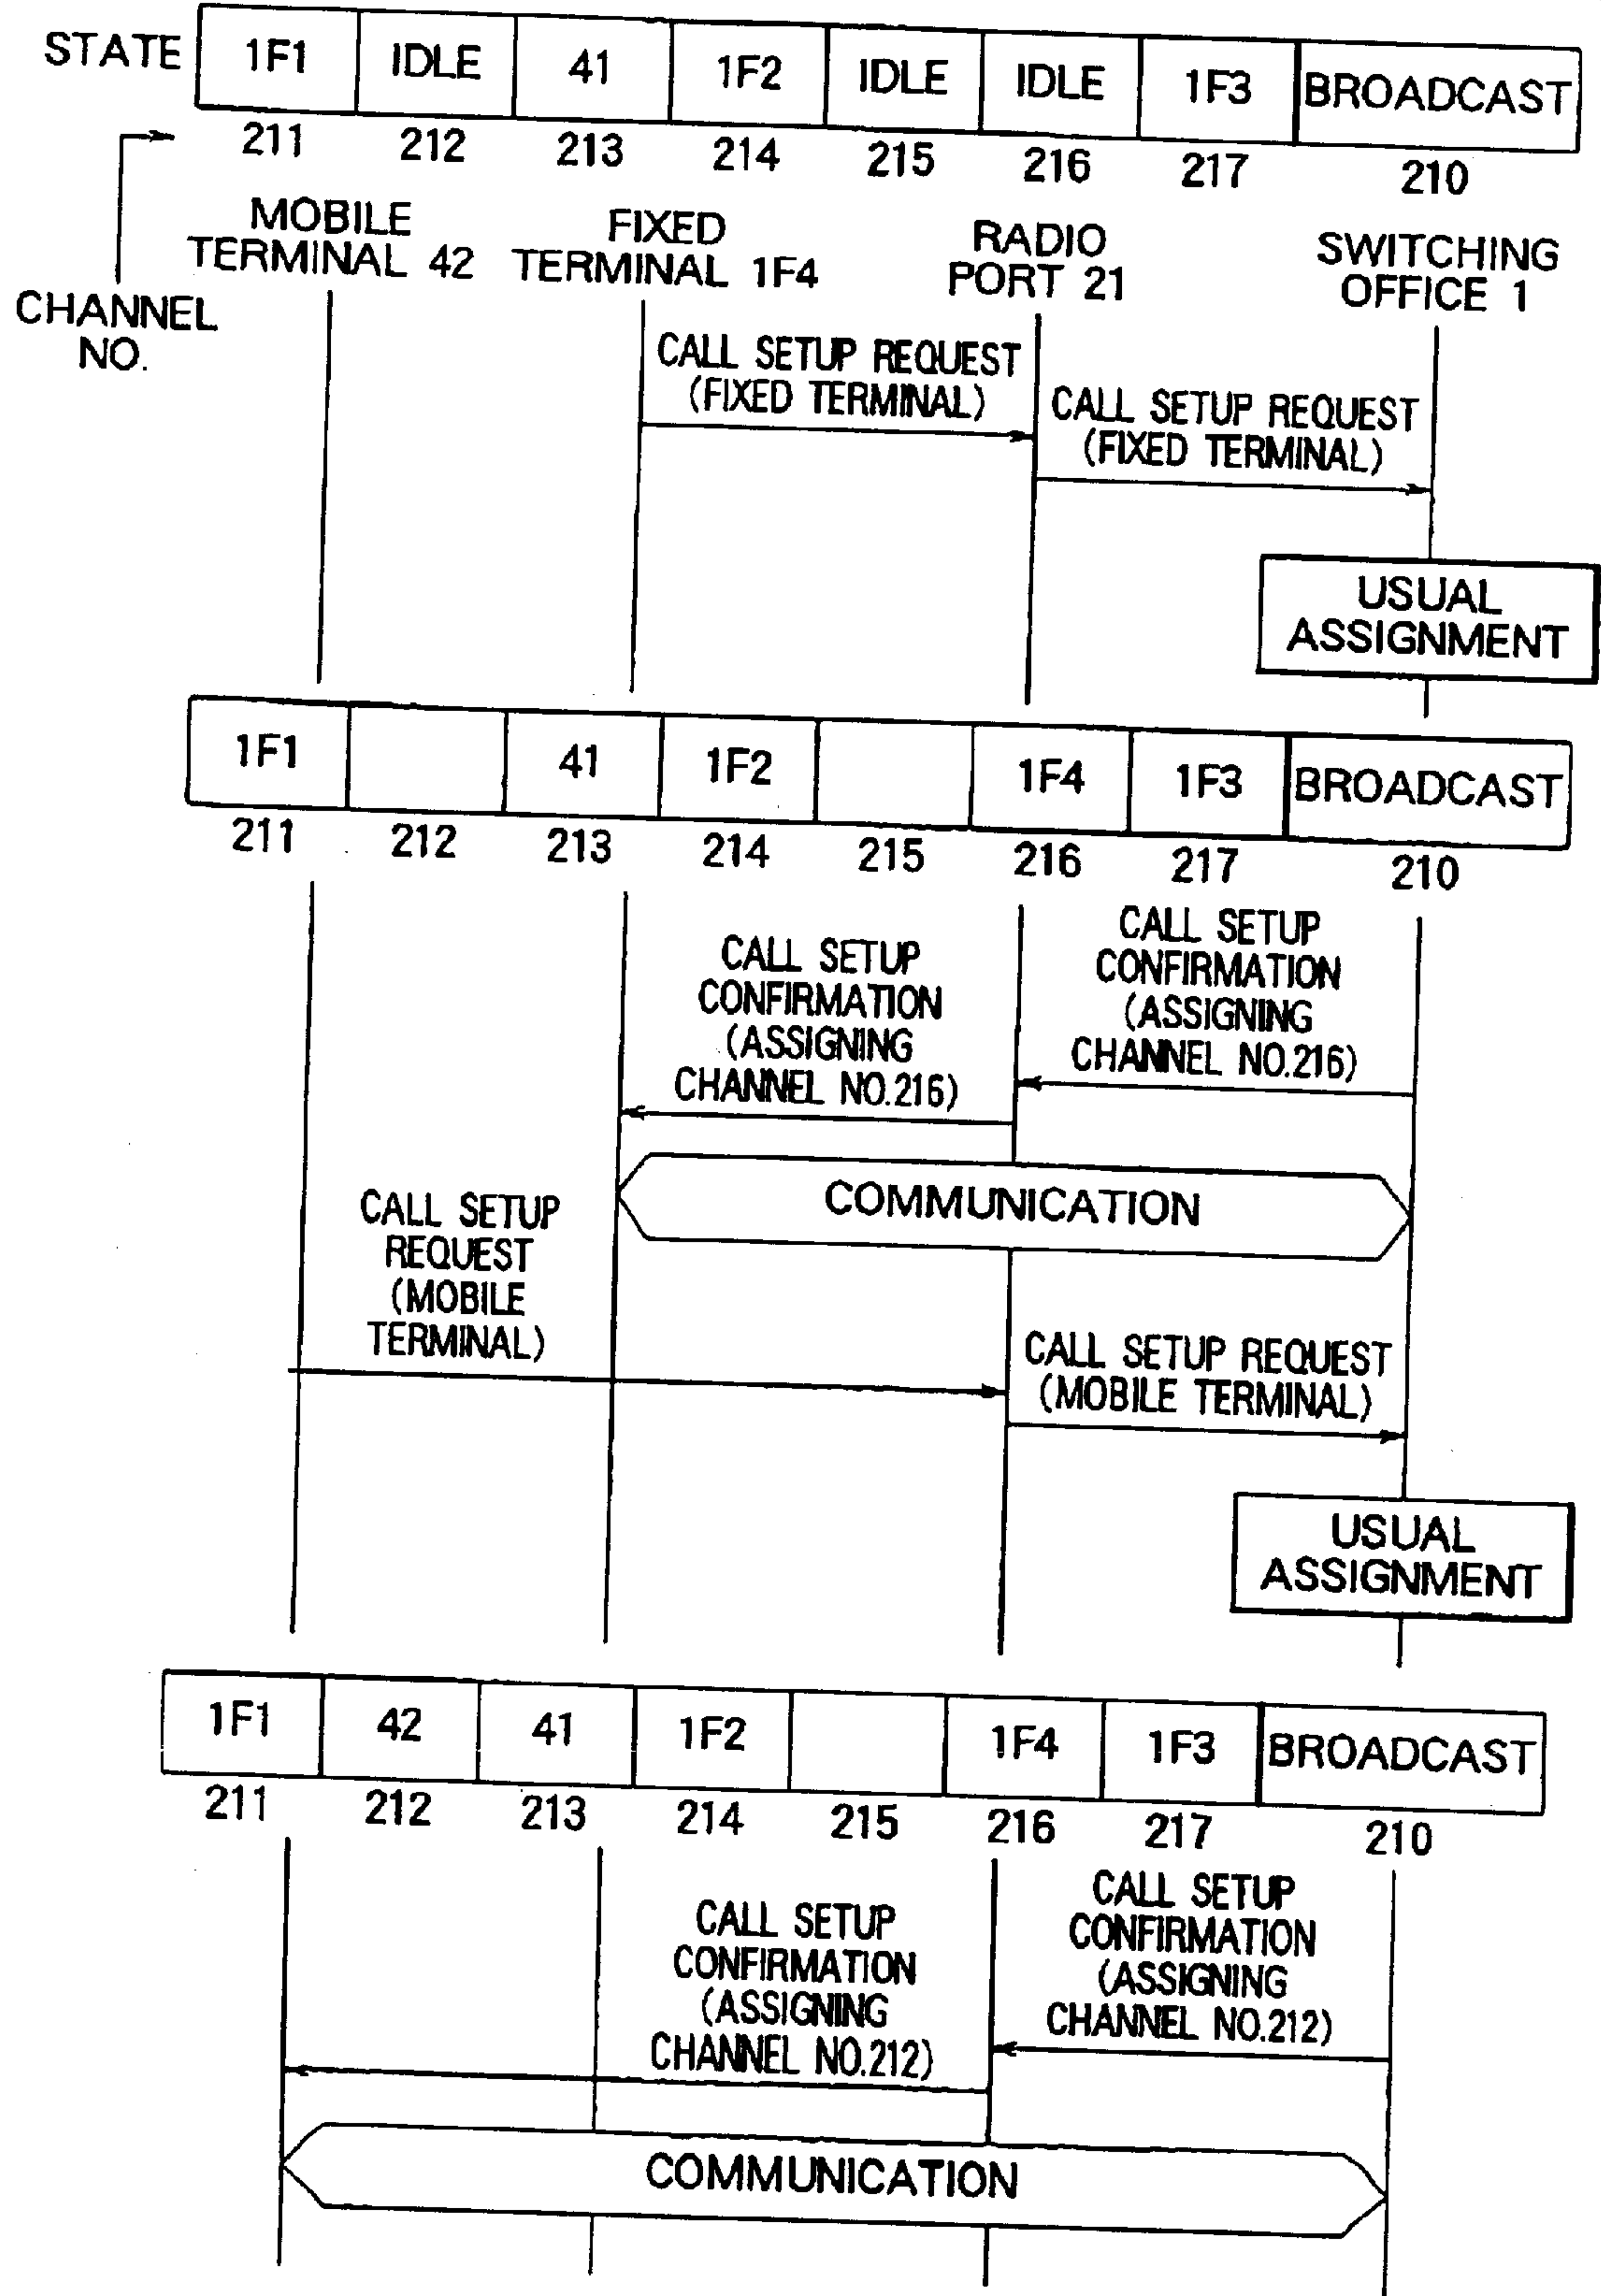 STATE 1F1 IDLE 41 1F2 IDLE IDLE 1F3 BROADCAST
211 212 213 214 215 216 217 210
CHANNEL
NO.
MOBILE
TERMINAL 42
FIXED
TERMINAL 1F4
RADIO
PORT 21
SWITCHING
OFFICE 1
CALL SETUP REQUEST
(FIXED TERMINAL)
CALL SETUP REQUEST
(FIXED TERMINAL)
USUAL
ASSIGNMENT
1F1 41 1F2 1F4 1F3 BROADCAST
211 212 213 214 215 216 217 210
CALL SETUP
CONFIRMATION
(ASSIGNING
CHANNEL NO.216)
CALL SETUP
CONFIRMATION
(ASSIGNING
CHANNEL NO.216)
COMMUNICATION
CALL SETUP
REQUEST
(MOBILE
TERMINAL)
CALL SETUP REQUEST
(MOBILE TERMINAL)
USUAL
ASSIGNMENT
1F1 42 41 1F2 1F4 1F3 BROADCAST
211 212 213 214 215 216 217 210
CALL SETUP
CONFIRMATION
(ASSIGNING
CHANNEL NO.212)
CALL SETUP
CONFIRMATION
(ASSIGNING
CHANNEL NO.212)
COMMUNICATION